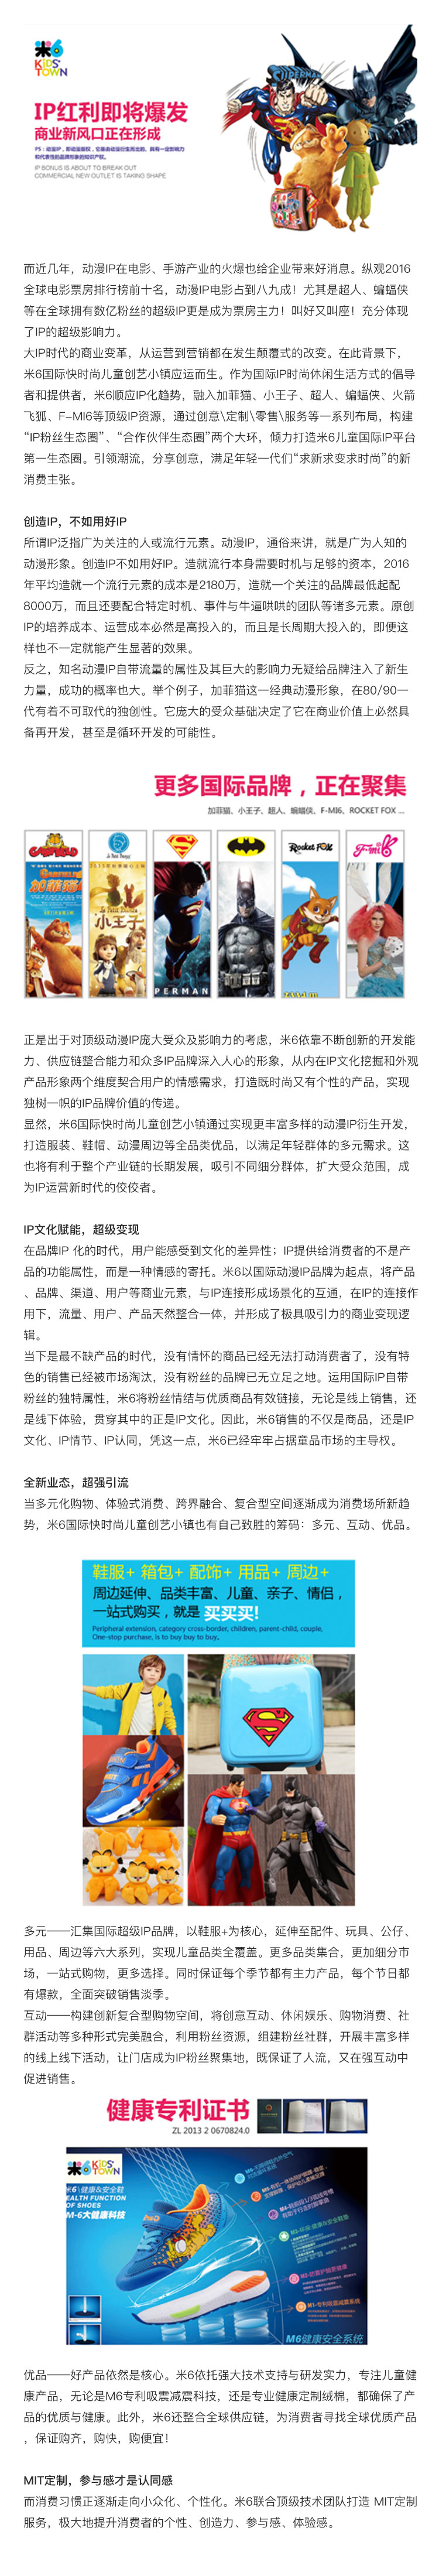 米6
KiDS'
TOWN
SUPERMAN
IP红利即将爆发
商业新风口正在形成
PS：动漫IP，即动漫版权，它是由动漫衍生而出的、拥有一定影响力
和代表性的品牌形象的知识产权。
IP BONUS IS ABOUT TO BREAK OUT
COMMERCIAL NEW OUTLET IS TAKING SHAPE
而近几年，动漫IP在电影、手游产业的火爆也给企业带来好消息。纵观2016
全球电影票房排行榜前十名，动漫IP电影占到八九成！尤其是超人、蝙蝠侠
等在全球拥有数亿粉丝的超级IP更是成为票房主力！叫好又叫座！充分体现
了IP的超级影响力。
大IP时代的商业变革，从运营到营销都在发生颠覆式的改变。在此背景下，
米6国际快时尚儿童创艺小镇应运而生。作为国际IP时尚休闲生活方式的倡导
者和提供者，米6顺应IP化趋势，融入加菲猫、小王子、超人、蝙蝠侠、火箭
飞狐、F-MI6等顶级IP资源，通过创意\定制\零售\服务等一系列布局，构建
“IP粉丝生态圈”、“合作伙伴生态圈”两个大环，倾力打造米6儿童国际IP平台
第一生态圈。引领潮流，分享创意，满足年轻一代们“求新求变求时尚”的新
消费主张。
创造IP，不如用好IP
所谓IP泛指广为关注的人或流行元素。动漫IP，通俗来讲，就是广为人知的
动漫形象。创造IP不如用好IP。造就流行本身需要时机与足够的资本，2016
年平均造就一个流行元素的成本是2180万，造就一个关注的品牌最低起配
8000万，而且还要配合特定时机、事件与牛逼哄哄的团队等诸多元素。原创
IP的培养成本、运营成本必然是高投入的，而且是长周期大投入的，即便这
样也不一定就能产生显著的效果。
反之，知名动漫IP自带流量的属性及其巨大的影响力无疑给品牌注入了新生
力量，成功的概率也大。举个例子，加菲猫这一经典动漫形象，在80/90一
代有着不可取代的独创性。它庞大的受众基础决定了它在商业价值上必然具
备再开发，甚至是循环开发的可能性。
更多国际品牌，正在聚集
加菲猫、小王子、超人、蝙蝠侠、F-MI6、ROCKET FOX ...
GARFIELD
Rocket FOX
F-mi6
加菲猫
小王子
PERMAN
正是出于对顶级动漫IP庞大受众及影响力的考虑，米6依靠不断创新的开发能
力、供应链整合能力和众多IP品牌深入人心的形象，从内在IP文化挖掘和外观
产品形象两个维度契合用户的情感需求，打造既时尚又有个性的产品，实现
独树一帜的IP品牌价值的传递。
显然，米6国际快时尚儿童创艺小镇通过实现更丰富多样的动漫IP衍生开发，
打造服装、鞋帽、动漫周边等全品类优品，以满足年轻群体的多元需求。这
也将有利于整个产业链的长期发展，吸引不同细分群体，扩大受众范围，成
为IP运营新时代的佼佼者。
IP文化赋能，超级变现
在品牌IP 化的时代，用户能感受到文化的差异性；IP提供给消费者的不是产
品的功能属性，而是一种情感的寄托。米6以国际动漫IP品牌为起点，将产品
、品牌、渠道、用户等商业元素，与IP连接形成场景化的互通，在IP的连接作
用下，流量、用户、产品天然整合一体，并形成了极具吸引力的商业变现逻
辑。
当下是最不缺产品的时代，没有情怀的商品已经无法打动消费者了，没有特
色的销售已经被市场淘汰，没有粉丝的品牌已无立足之地。运用国际IP自带
粉丝的独特属性，米6将粉丝情结与优质商品有效链接，无论是线上销售，还
是线下体验，贯穿其中的正是IP文化。因此，米6销售的不仅是商品，还是IP
文化、IP情节、IP认同，凭这一点，米6已经牢牢占据童品市场的主导权。
全新业态，超强引流
当多元化购物、体验式消费、跨界融合、复合型空间逐渐成为消费场所新趋
势，米6国际快时尚儿童创艺小镇也有自己致胜的筹码：多元、互动、优品。
鞋服+ 箱包+ 配饰+ 用品+ 周边+
周边延伸、品类丰富、儿童、亲子、情侣，
一站式购买，就是 买买买!
Peripheral extension, category cross-border, children, parent-child, couple,
One-stop purchase, is to buy buy to buy.
多元——汇集国际超级IP品牌，以鞋服+为核心，延伸至配件、玩具、公仔、
用品、周边等六大系列，实现儿童品类全覆盖。更多品类集合，更加细分市
场，一站式购物，更多选择。同时保证每个季节都有主力产品，每个节日都
有爆款，全面突破销售淡季。
互动——构建创新复合型购物空间，将创意互动、休闲娱乐、购物消费、社
群活动等多种形式完美融合，利用粉丝资源，组建粉丝社群，开展丰富多样
的线上线下活动，让门店成为IP粉丝聚集地，既保证了人流，又在强互动中
促进销售。
健康专利证书
ZL 2013 2 0670824.0
米6 KiDS' TOWN
米6\健康&安全鞋
EALTH FUNCTION
OF SHOES
M-6大健康科技
M6健康安全系统
优品——好产品依然是核心。米6依托强大技术支持与研发实力，专注儿童健
康产品，无论是M6专利吸震减震科技，还是专业健康定制绒棉，都确保了产
品的优质与健康。此外，米6还整合全球供应链，为消费者寻找全球优质产品
，保证购齐，购快，购便宜！
MIT定制，参与感才是认同感
而消费习惯正逐渐走向小众化、个性化。米6联合顶级技术团队打造 MIT定制
服务，极大地提升消费者的个性、创造力、参与感、体验感。